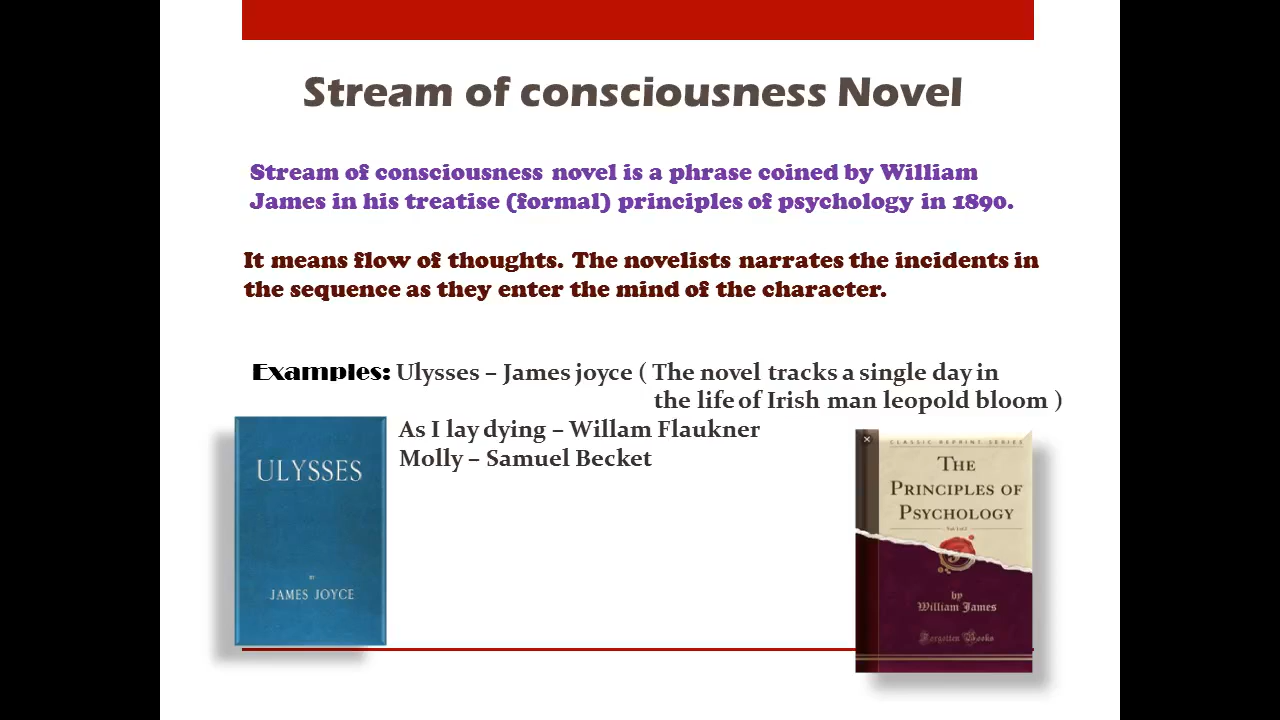 Stream of consciousness Novel
Stream of consciousness novel is a phrase coined by William
James in his treatise (formal) principles of psychology in 1890.
It means flow of thoughts. The novelists narrates the incidents in
the sequence as they enter the mind of the character.
Examples: Ulysses – James joyce ( The novel tracks a single day in
the life of Irish man leopold bloom )
As I lay dying – Willam Flaukner
Molly – Samuel Becket
ULYSSES
BY
JAMES JOYCE
CLASSIC REPRINT SERIES
THE
PRINCIPLES OF
PSYCHOLOGY
by
William James
Forgotten Books